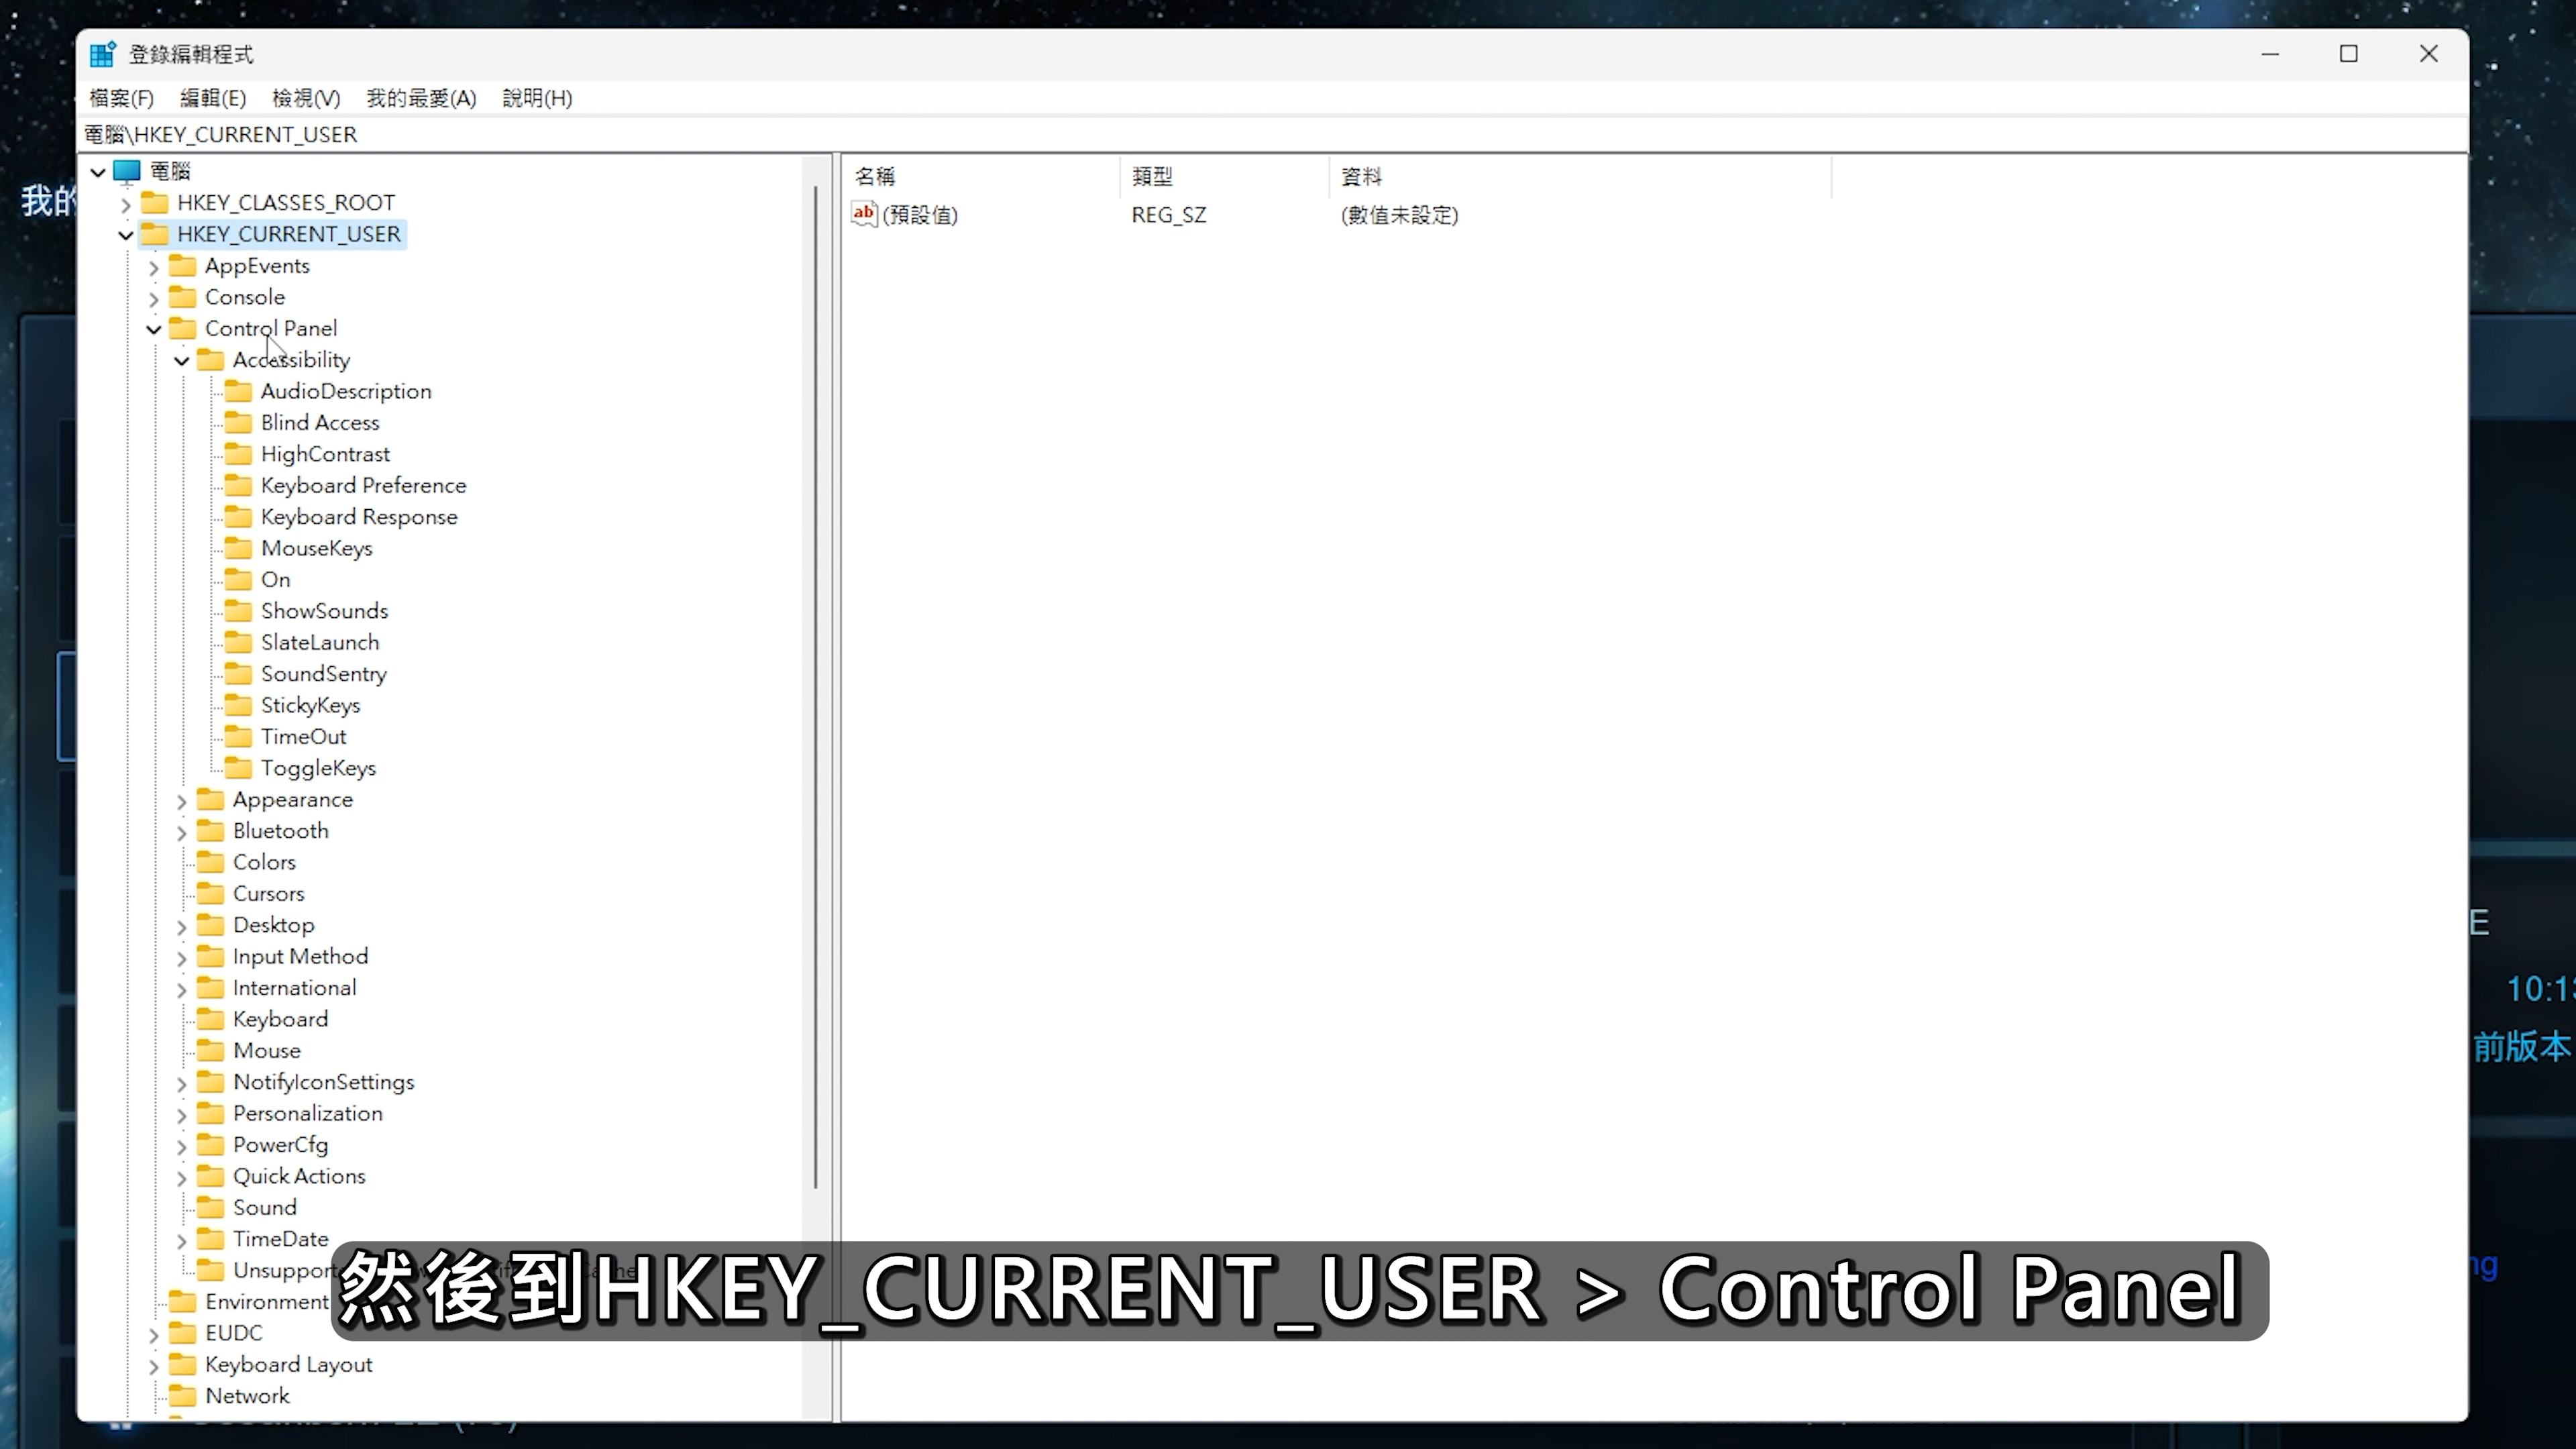 登錄編輯程式
檔案(F) 編輯(E) 檢視(V) 我的最愛(A) 說明(H)
電腦\HKEY_CURRENT_USER
電腦
HKEY_CLASSES_ROOT
HKEY_CURRENT_USER
AppEvents
Console
Control Panel
Accessibility
AudioDescription
Blind Access
HighContrast
Keyboard Preference
Keyboard Response
MouseKeys
On
ShowSounds
SlateLaunch
SoundSentry
StickyKeys
TimeOut
ToggleKeys
Appearance
Bluetooth
Colors
Cursors
Desktop
Input Method
International
Keyboard
Mouse
NotifyIconSettings
Personalization
PowerCfg
Quick Actions
Sound
TimeDate
Environment
EUDC
Keyboard Layout
Network
名稱 類型 資料
(預設值) REG_SZ (數值未設定)
我的
E
前版本
然後到HKEY_CURRENT_USER > Control Panel